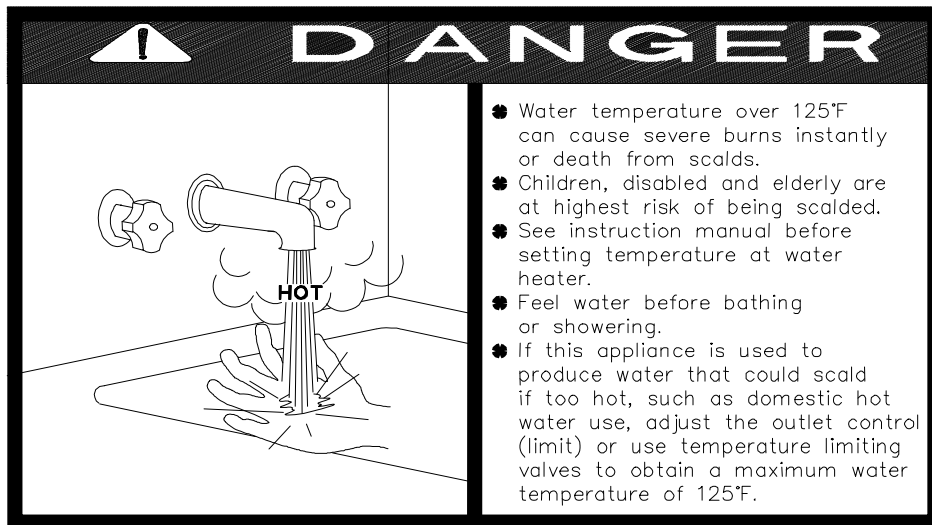 DANGER
HOT
Water temperature over 125°F
can cause severe burns instantly
or death from scalds.
Children, disabled and elderly are
at highest risk of being scalded.
See instruction manual before
setting temperature at water
heater.
Feel water before bathing
or showering.
If this appliance is used to
produce water that could scald
if too hot, such as domestic hot
water use, adjust the outlet control
(limit) or use temperature limiting
valves to obtain a maximum water
temperature of 125°F.